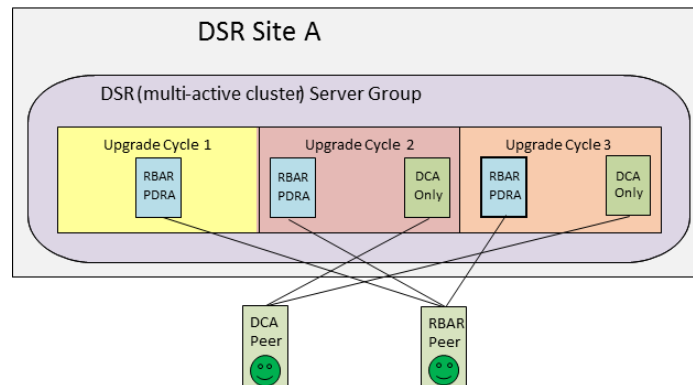 DSR Site A
DSR (multi-active cluster) Server Group
Upgrade Cycle 1
Upgrade Cycle 2
Upgrade Cycle 3
RBAR
PDRA
RBAR
PDRA
DCA
Only
RBAR
PDRA
DCA
Only
DCA
Peer
RBAR
Peer